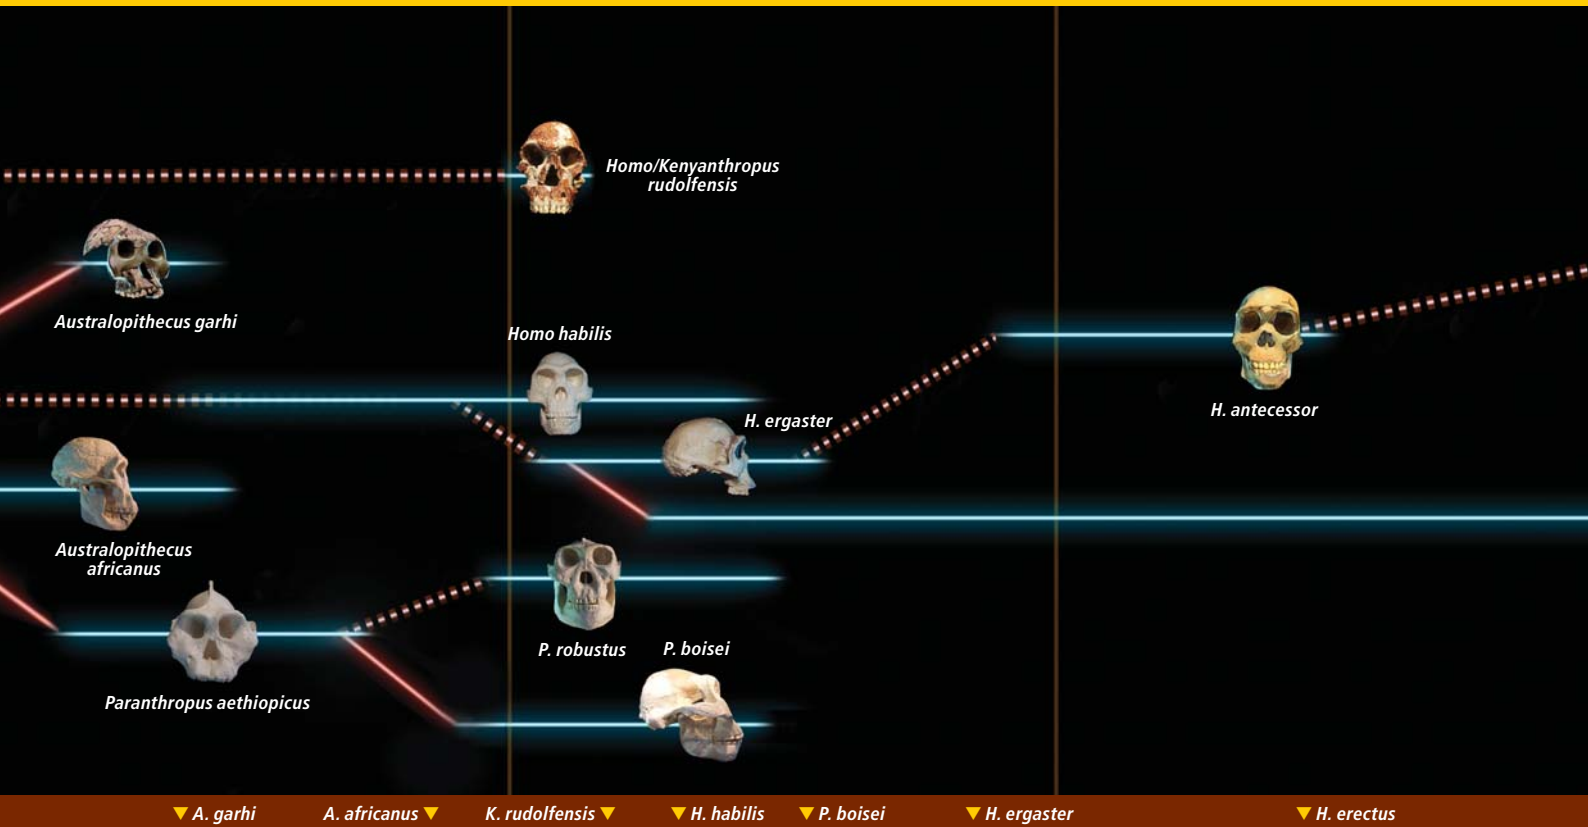 Homo/Kenyanthropus
rudolfensis
Australopithecus garhi
Homo habilis
H. ergaster
H. antecessor
Australopithecus
africanus
P. robustus
P. boisei
Paranthropus aethiopicus
▼ A. garhi
A. africanus ▼
K. rudolfensis ▼
▼ H. habilis
▼ P. boisei
▼ H. ergaster
▼ H. erectus